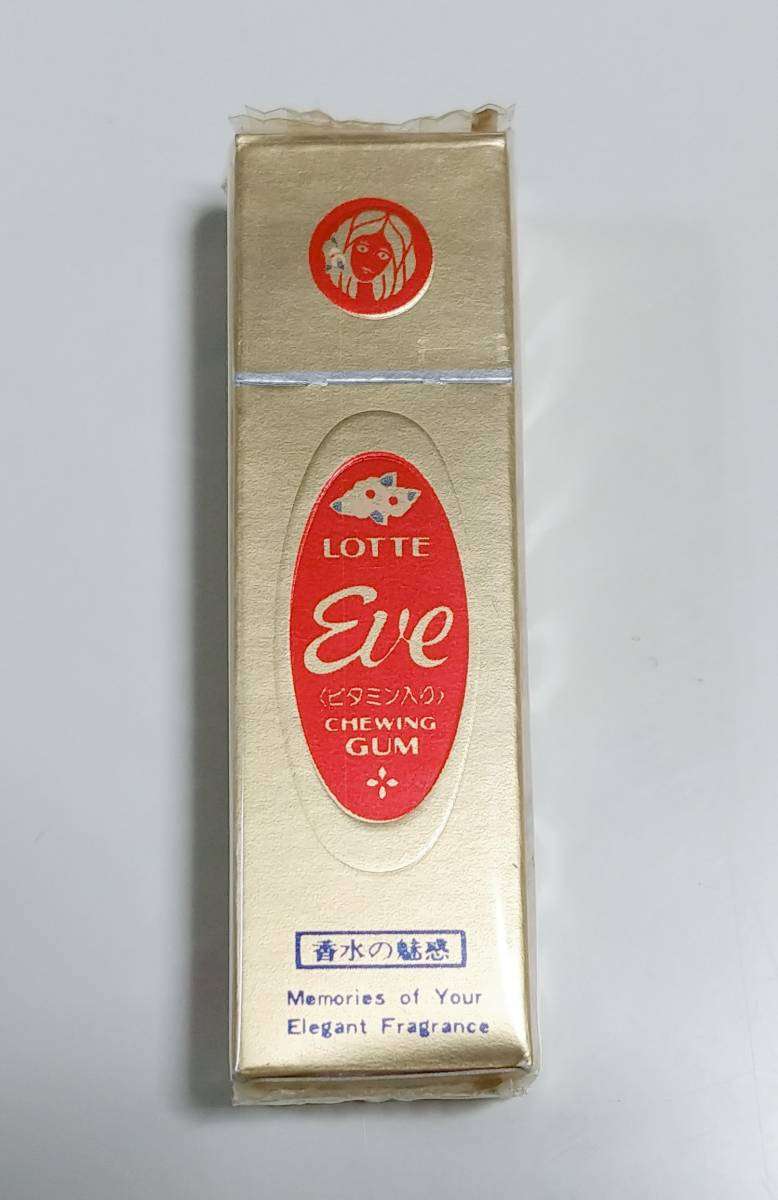 LOTTE
Eve
〈ビタミン入り〉
CHEWING
GUM
香水の魅惑
Memories of Your
Elegant Fragrance